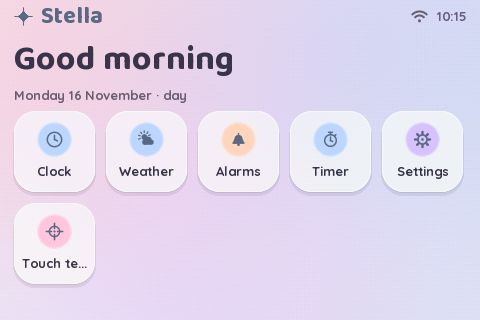 Stella
10:15
Good morning
Monday 16 November · day
Clock
Weather
Alarms
Timer
Settings
Touch te...